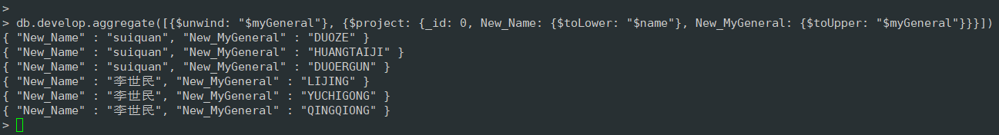 >
> db.develop.aggregate([{$unwind: "$myGeneral"}, {$project: {_id: 0, New_Name: {$toLower: "$name"}, New_MyGeneral: {$toUpper: "$myGeneral"}}}])
{ "New_Name" : "suiquan", "New_MyGeneral" : "DUOZE" }
{ "New_Name" : "suiquan", "New_MyGeneral" : "HUANGTAIJI" }
{ "New_Name" : "suiquan", "New_MyGeneral" : "DUOERGUN" }
{ "New_Name" : "李世民", "New_MyGeneral" : "LIJING" }
{ "New_Name" : "李世民", "New_MyGeneral" : "YUCHIGONG" }
{ "New_Name" : "李世民", "New_MyGeneral" : "QINGQIONG" }
>